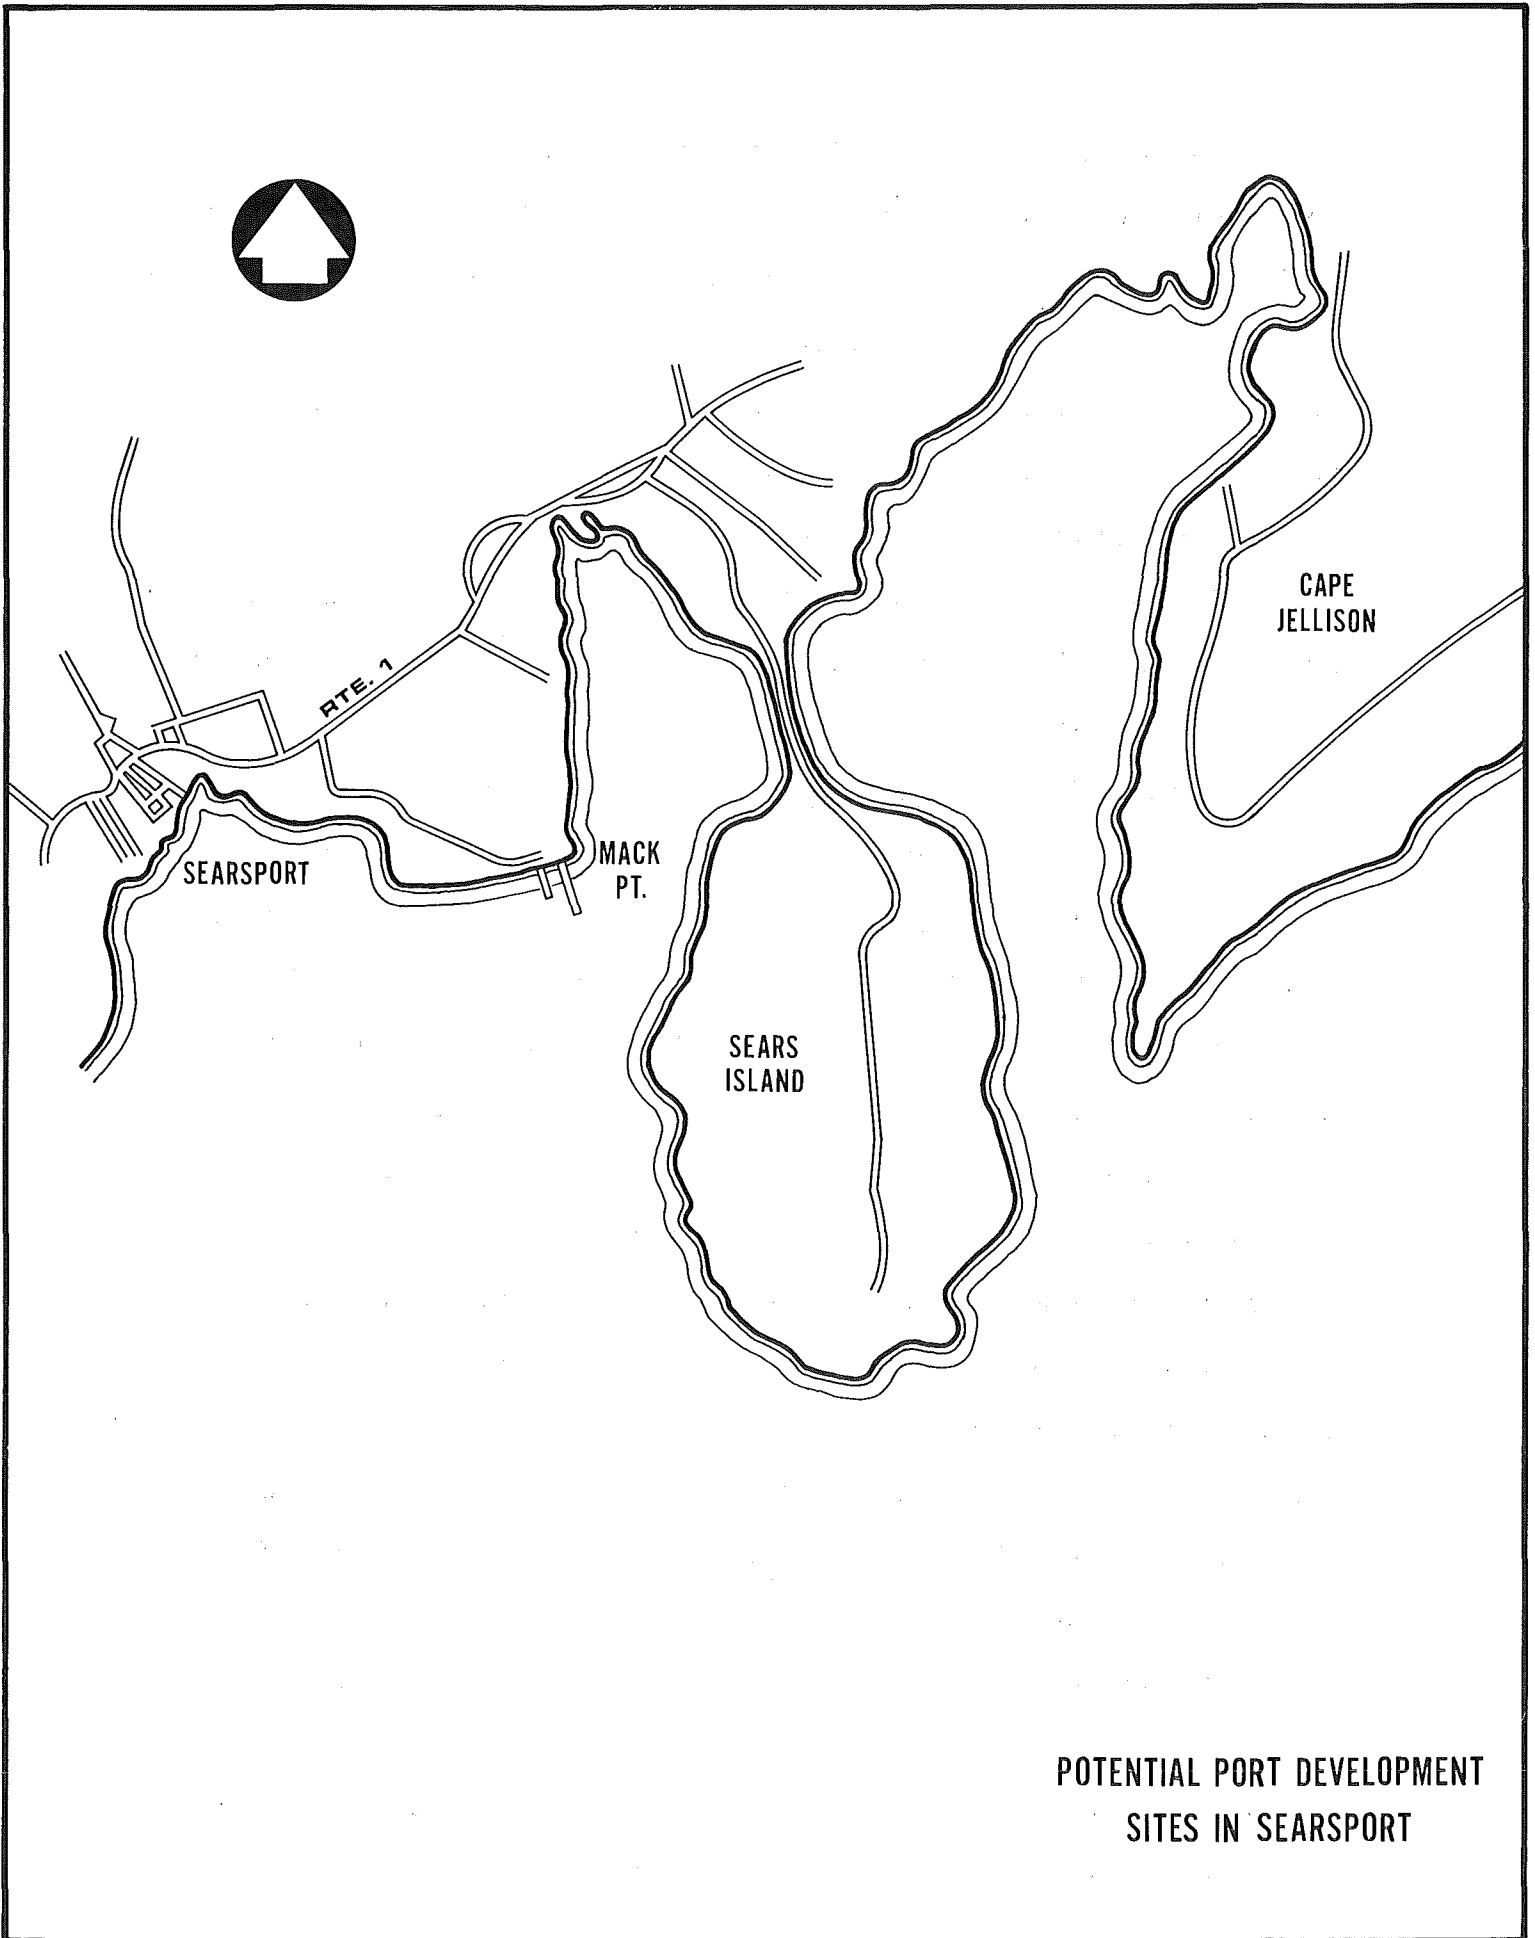 CAPE
JELLISON
RTE. 1
SEARSPORT
MACK
PT.
SEARS
ISLAND
POTENTIAL PORT DEVELOPMENT
SITES IN SEARSPORT